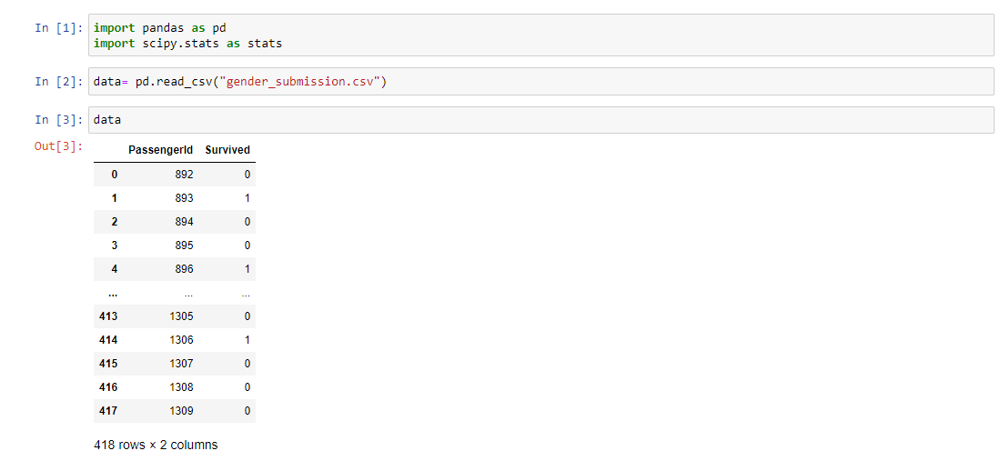 In [1]: import pandas as pd
import scipy.stats as stats
In [2]: data= pd.read_csv("gender_submission.csv")
In [3]: data
Out[3]:
PassengerId Survived
0 892 0
1 893 1
2 894 0
3 895 0
4 896 1
... ... ...
413 1305 0
414 1306 1
415 1307 0
416 1308 0
417 1309 0
418 rows × 2 columns